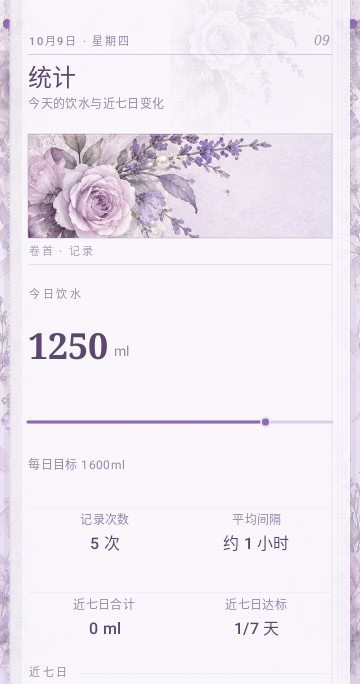 10月9日 · 星期四
09
统计
今天的饮水与近七日变化
卷首 · 记录
今日饮水
1250 ml
每日目标 1600ml
记录次数 平均间隔
5 次 约 1 小时
近七日合计 近七日达标
0 ml 1/7 天
近七日